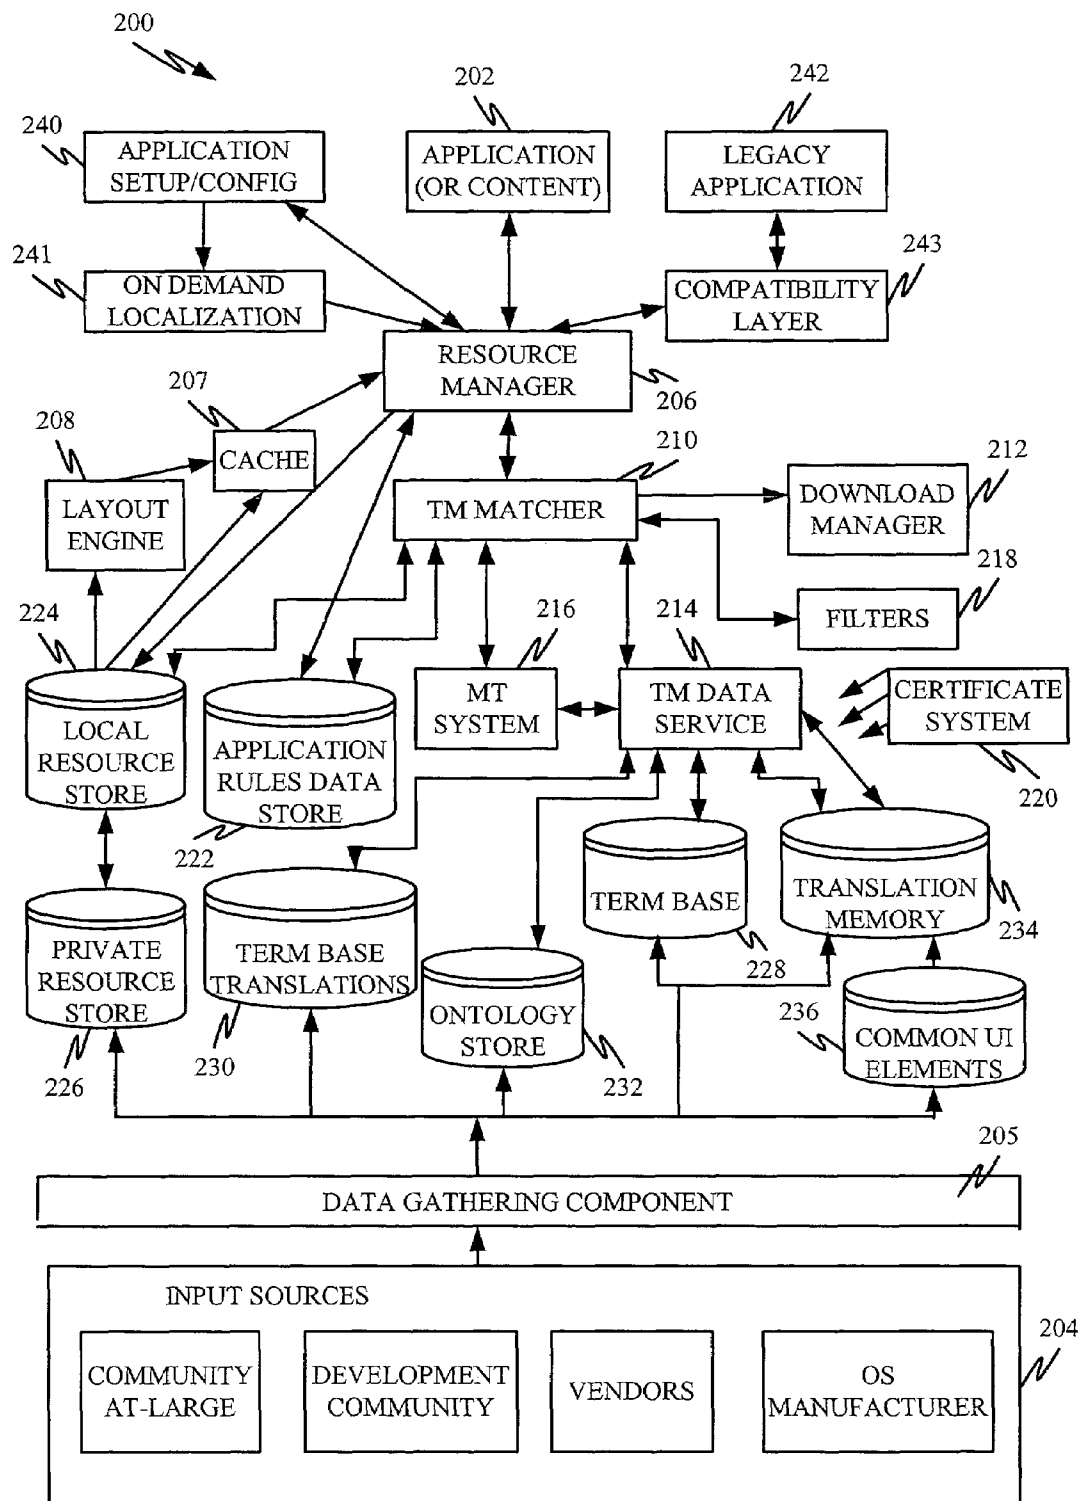 200
240
202
242
APPLICATION
SETUP/CONFIG
APPLICATION
(OR CONTENT)
LEGACY
APPLICATION
241
243
ON DEMAND
LOCALIZATION
COMPATIBILITY
LAYER
RESOURCE
MANAGER
206
207
208
CACHE
210
212
LAYOUT
ENGINE
TM MATCHER
DOWNLOAD
MANAGER
218
224
216
214
FILTERS
LOCAL
RESOURCE
STORE
APPLICATION
RULES DATA
STORE
MT
SYSTEM
TM DATA
SERVICE
CERTIFICATE
SYSTEM
220
222
PRIVATE
RESOURCE
STORE
TERM BASE
TRANSLATIONS
TERM BASE
TRANSLATION
MEMORY
234
228
226
230
ONTOLOGY
STORE
232
236
COMMON UI
ELEMENTS
205
DATA GATHERING COMPONENT
INPUT SOURCES
204
COMMUNITY
AT-LARGE
DEVELOPMENT
COMMUNITY
VENDORS
OS
MANUFACTURER